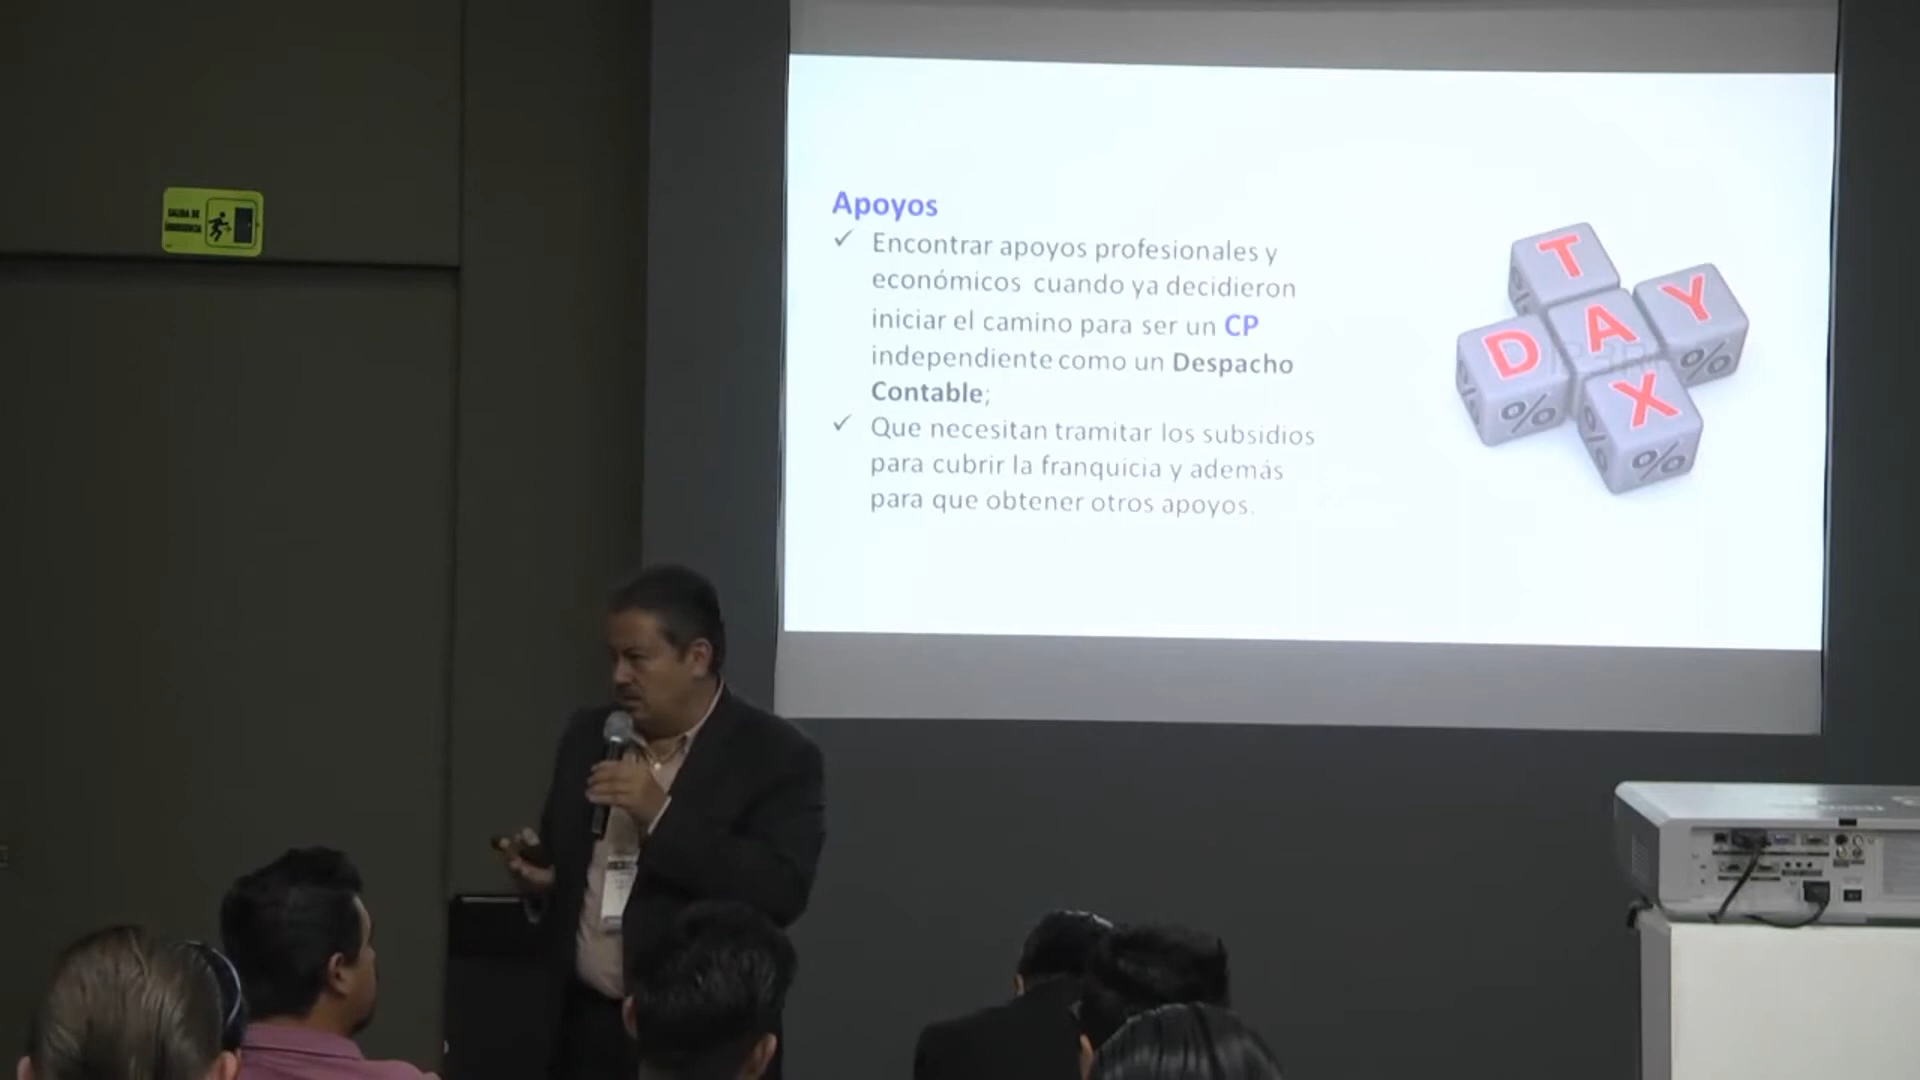 SALIDA DE
EMERGENCIA
Apoyos
✓ Encontrar apoyos profesionales y
económicos cuando ya decidieron
iniciar el camino para ser un CP
independiente como un Despacho
Contable;
✓ Que necesitan tramitar los subsidios
para cubrir la franquicia y además
para que obtener otros apoyos.
T
D A Y
X
% % % %
% %